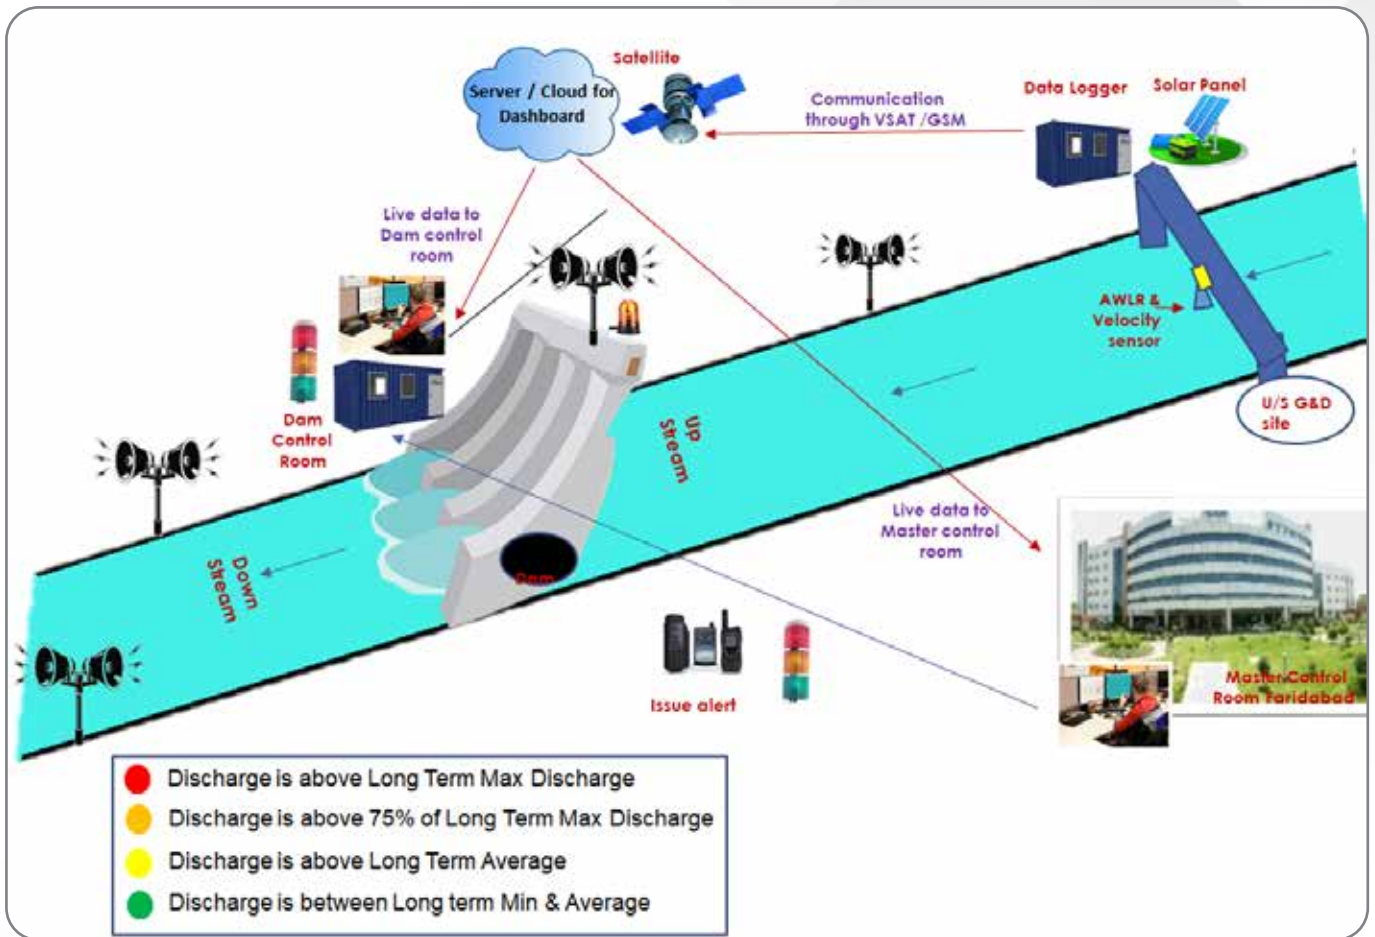 Satellite
Server / Cloud for
Dashboard
Communication
through VSAT /GSM
Data Logger
Solar Panel
Live data to
Dam control
room
AWLR &
Velocity
sensor
U/S G&D
site
Dam
Control
Room
Up
Stream
Down
Stream
Dam
Live data to
Master control
room
Issue alert
Master Control
Room Faridabad
Discharge is above Long Term Max Discharge
Discharge is above 75% of Long Term Max Discharge
Discharge is above Long Term Average
Discharge is between Long term Min & Average